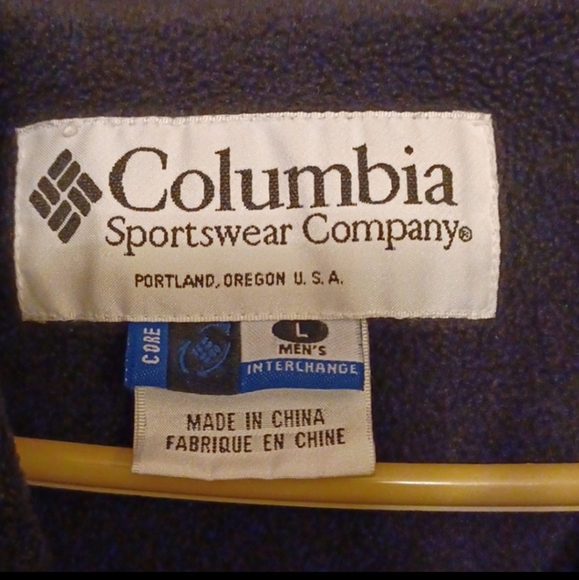 Columbia
Sportswear Company®
PORTLAND, OREGON U.S.A.
CORE
L
MEN'S
INTERCHANGE
MADE IN CHINA
FABRIQUE EN CHINE